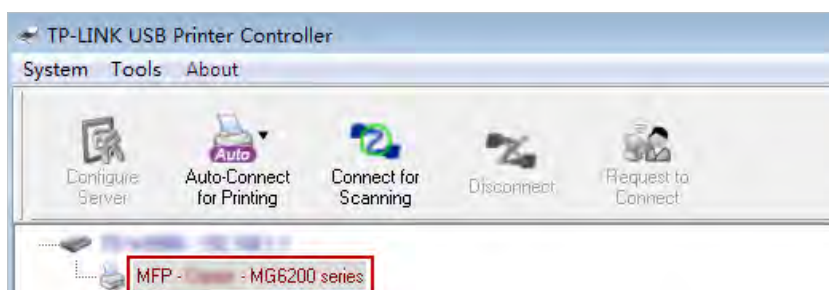 TP-LINK USB Printer Controller
System Tools About
Auto
Configure Server
Auto-Connect for Printing
Connect for Scanning
Disconnect
Request to Connect
MFP - - MG6200 series